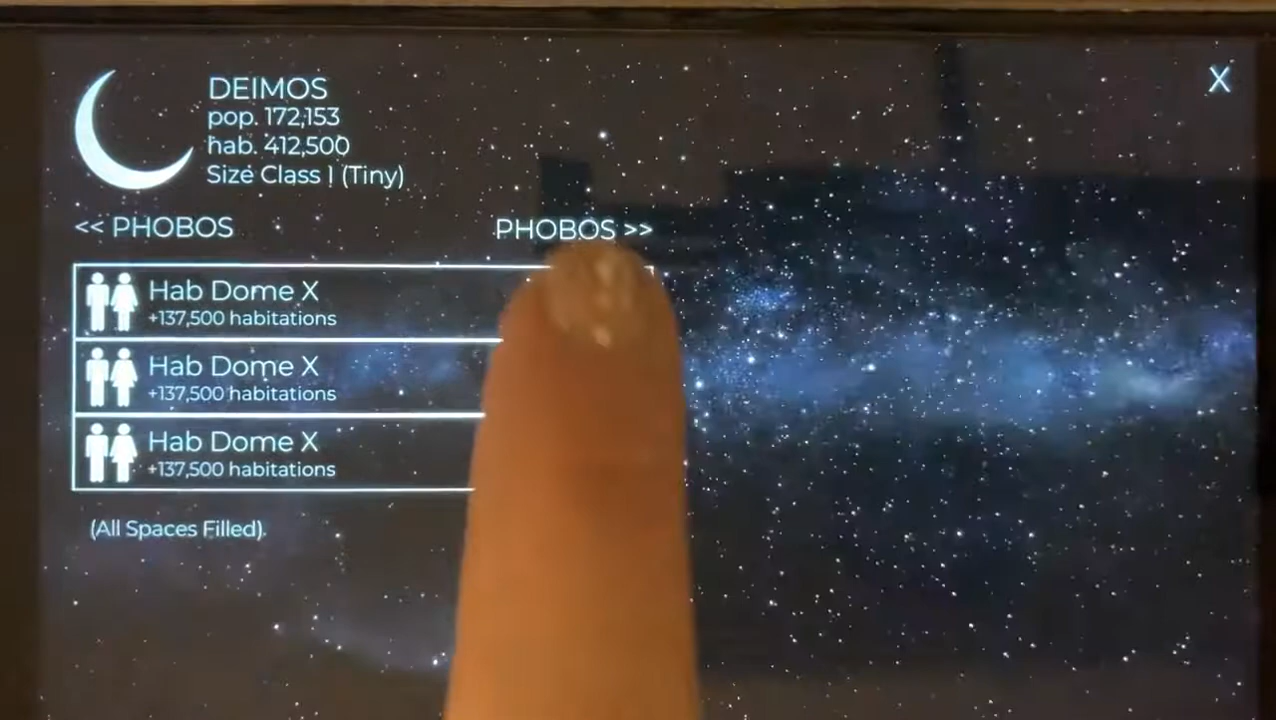 DEIMOS
pop. 172,153
hab. 412,500
Size Class 1 (Tiny)
X
<< PHOBOS
PHOBOS >>
Hab Dome X
+137,500 habitations
Hab Dome X
+137,500 habitations
Hab Dome X
+137,500 habitations
(All Spaces Filled).